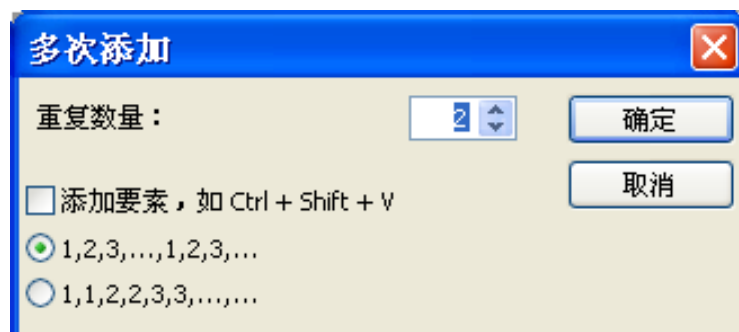 多次添加
重复数量： 2 确定
取消
添加要素，如 Ctrl + Shift + V
1,2,3,...,1,2,3,...
1,1,2,2,3,3,...,...